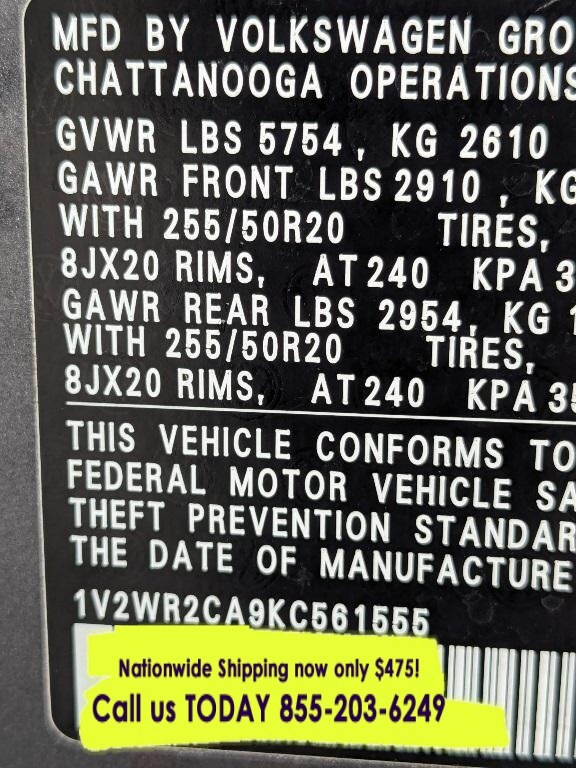 MFD BY VOLKSWAGEN GRO
CHATTANOOGA OPERATIONS
GVWR LBS 5754, KG 2610
GAWR FRONT LBS 2910, KG
WITH 255/50R20 TIRES,
8JX20 RIMS, AT 240 KPA 3
GAWR REAR LBS 2954, KG 1
WITH 255/50R20 TIRES,
8JX20 RIMS, AT 240 KPA 35
THIS VEHICLE CONFORMS TO
FEDERAL MOTOR VEHICLE SA
THEFT PREVENTION STANDAR
THE DATE OF MANUFACTURE
1V2WR2CA9KC561555
Nationwide Shipping now only $475!
Call us TODAY 855-203-6249